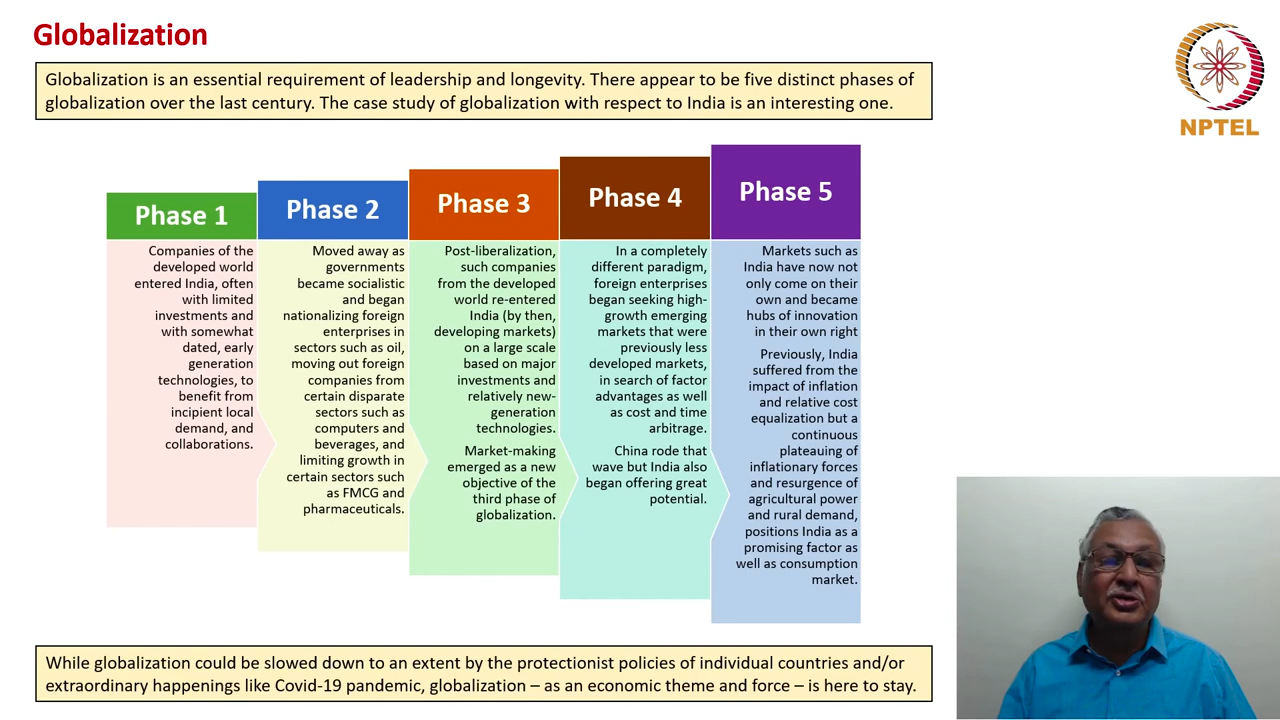 Globalization
NPTEL
Globalization is an essential requirement of leadership and longevity. There appear to be five distinct phases of
globalization over the last century. The case study of globalization with respect to India is an interesting one.
Phase 1
Companies of the
developed world
entered India, often
with limited
investments and
with somewhat
dated, early
generation
technologies, to
benefit from
incipient local
demand, and
collaborations.
Phase 2
Moved away as
governments
became socialistic
and began
nationalizing foreign
enterprises in
sectors such as oil,
moving out foreign
companies from
certain disparate
sectors such as
computers and
beverages, and
limiting growth in
certain sectors such
as FMCG and
pharmaceuticals.
Phase 3
Post-liberalization,
such companies
from the developed
world re-entered
India (by then,
developing markets)
on a large scale
based on major
investments and
relatively new-
generation
technologies.
Market-making
emerged as a new
objective of the
third phase of
globalization.
Phase 4
In a completely
different paradigm,
foreign enterprises
began seeking high-
growth emerging
markets that were
previously less
developed markets,
in search of factor
advantages as well
as cost and time
arbitrage.
China rode that
wave but India also
began offering great
potential.
Phase 5
Markets such as
India have now not
only come on their
own and became
hubs of innovation
in their own right
Previously, India
suffered from the
impact of inflation
and relative cost
equalization but a
continuous
plateauing of
inflationary forces
and resurgence of
agricultural power
and rural demand,
positions India as a
promising factor as
well as consumption
market.
While globalization could be slowed down to an extent by the protectionist policies of individual countries and/or
extraordinary happenings like Covid-19 pandemic, globalization – as an economic theme and force – is here to stay.